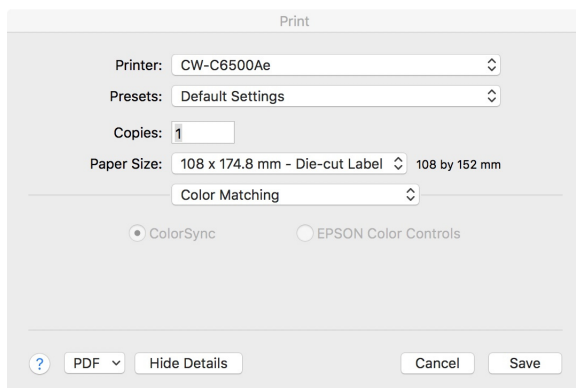 Print
Printer: CW-C6500Ae
Presets: Default Settings
Copies: 1
Paper Size: 108 x 174.8 mm - Die-cut Label 108 by 152 mm
Color Matching
ColorSync EPSON Color Controls
? PDF Hide Details Cancel Save